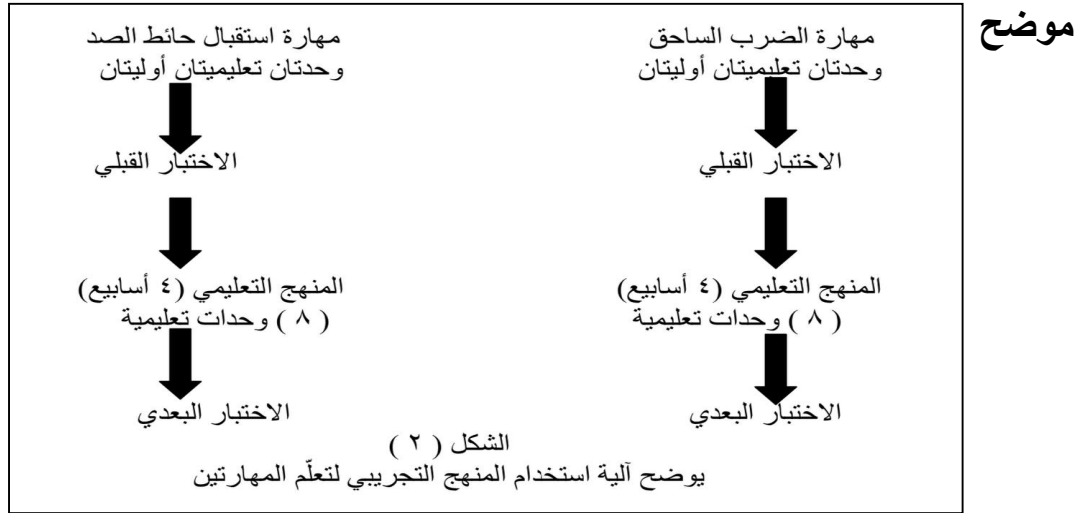 موضح
مهارة الضرب الساحق
وحدتان تعليميتان أوليتان
الاختبار القبلي
المنهج التعليمي (٤ أسابيع)
( ٨ ) وحدات تعليمية
الاختبار البعدي
مهارة استقبال حائط الصد
وحدتان تعليميتان أوليتان
الاختبار القبلي
المنهج التعليمي (٤ أسابيع)
( ٨ ) وحدات تعليمية
الاختبار البعدي
الشكل ( ٢ )
يوضح آلية استخدام المنهج التجريبي لتعلّم المهارتين